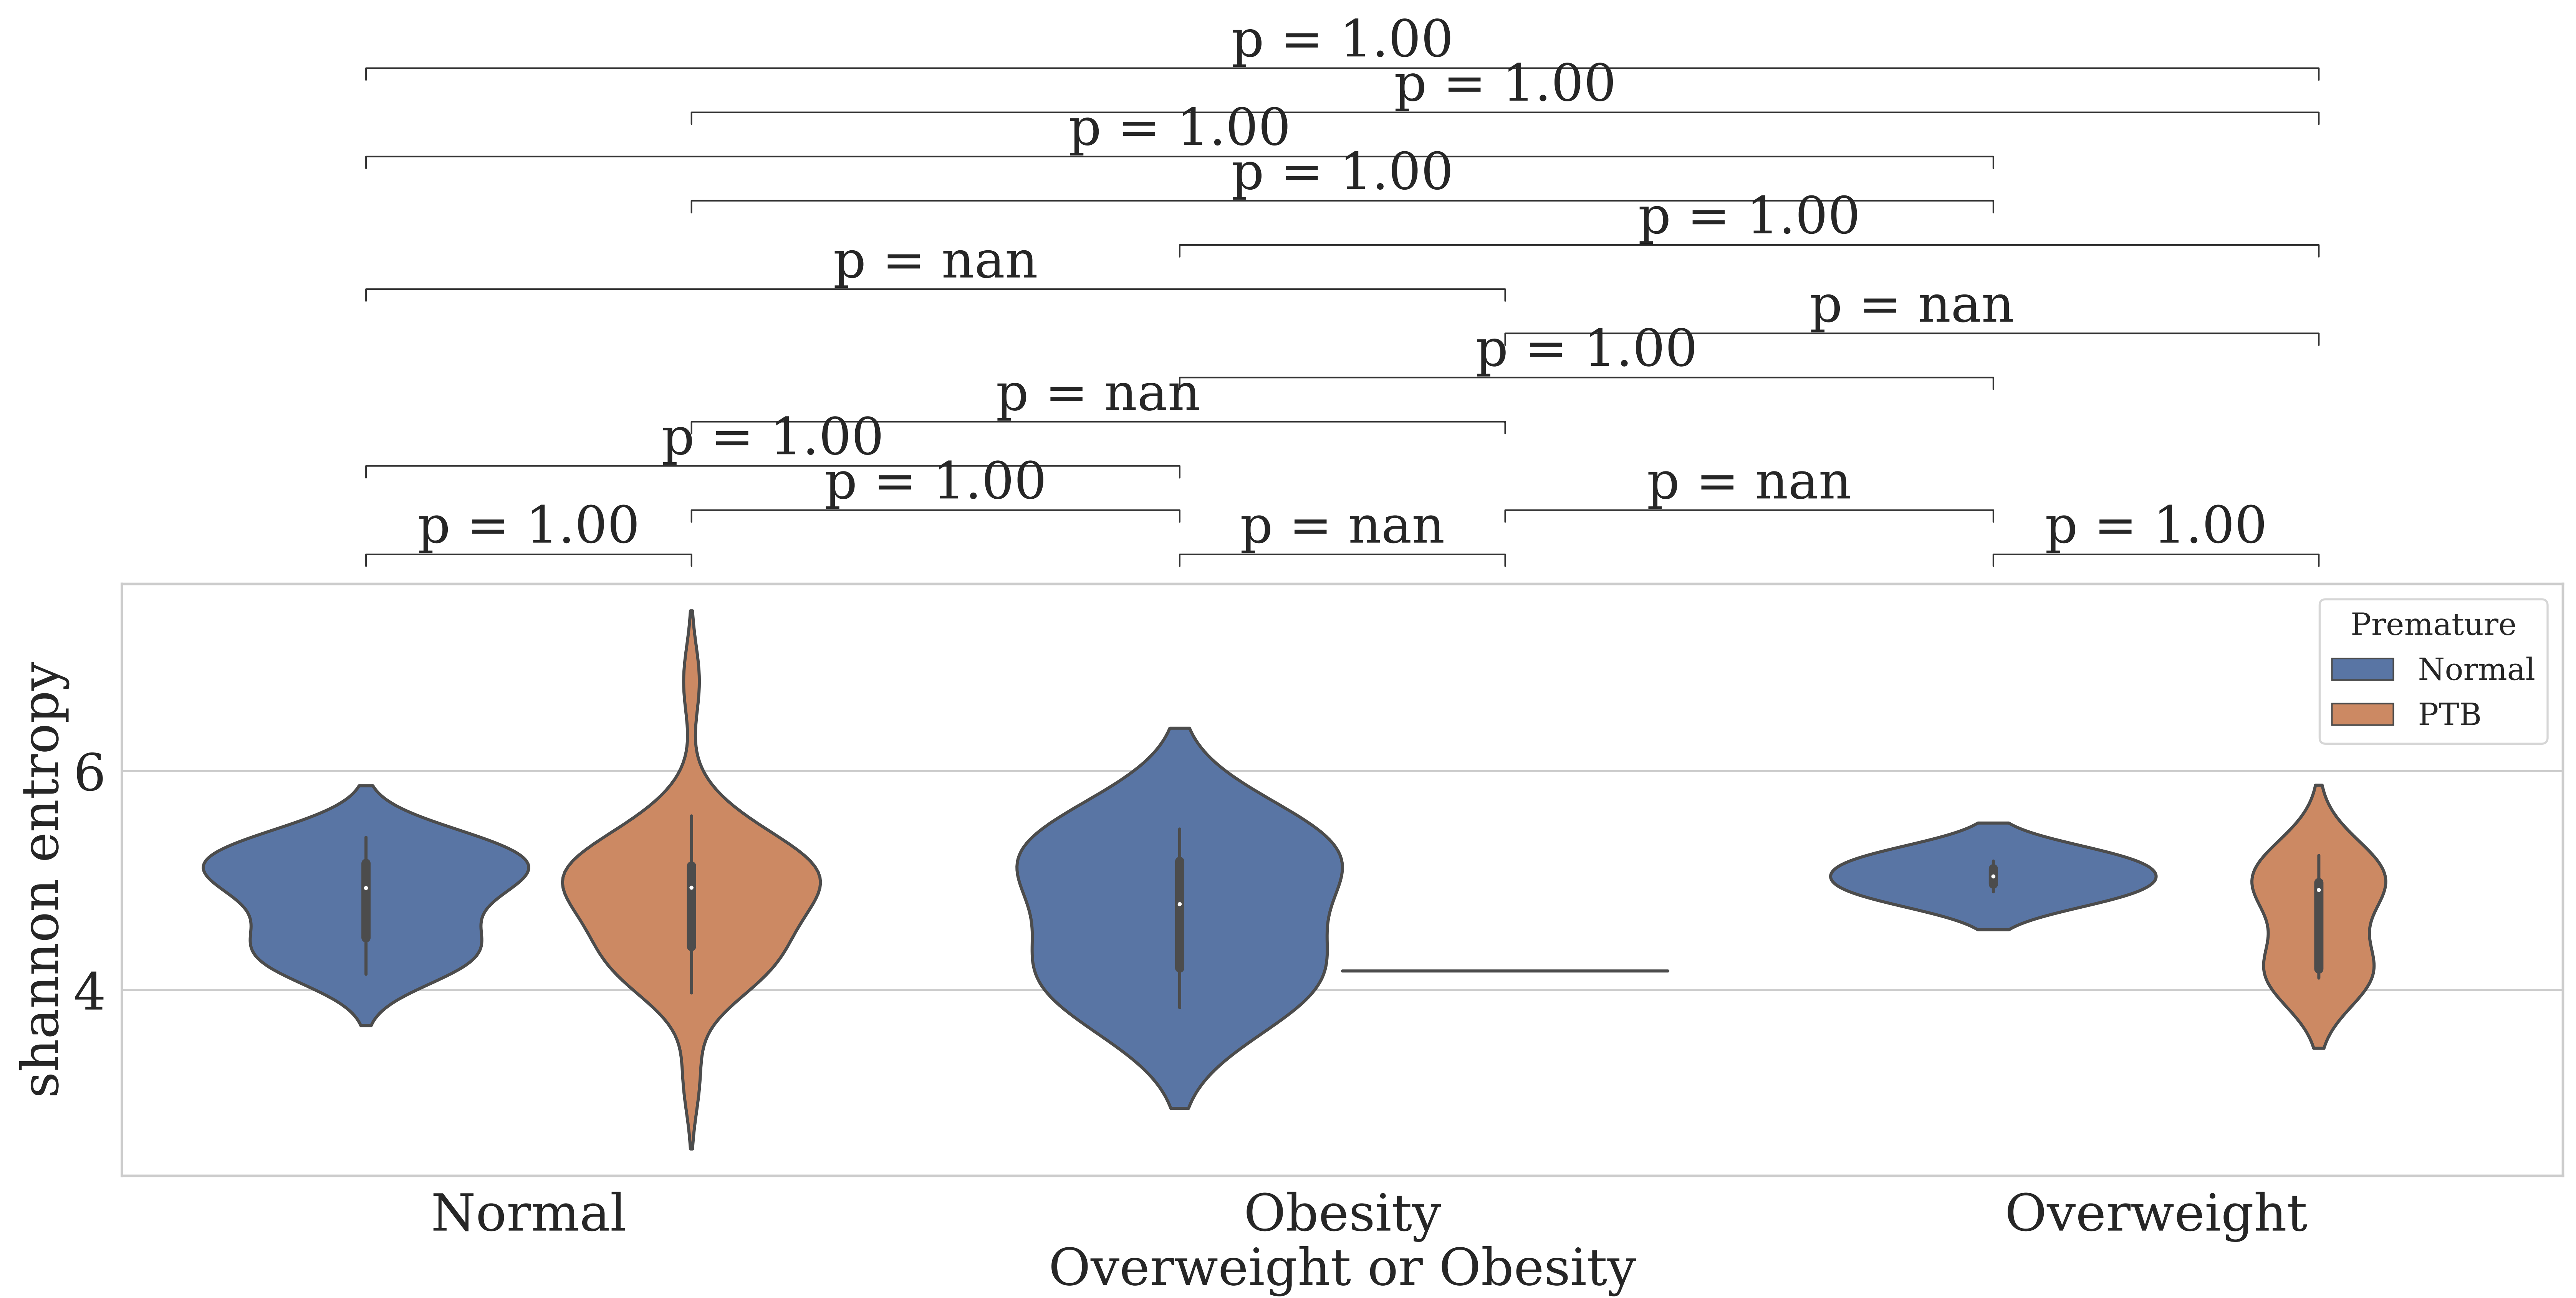 p = 1.00
p = 1.00
p = 1.00
p = 1.00
p = 1.00
p = nan
p = nan
p = 1.00
p = nan
p = 1.00
p = 1.00
p = nan
p = 1.00
p = nan
p = 1.00
shannon entropy
6
4
Premature
Normal
PTB
Normal
Obesity
Overweight
Overweight or Obesity